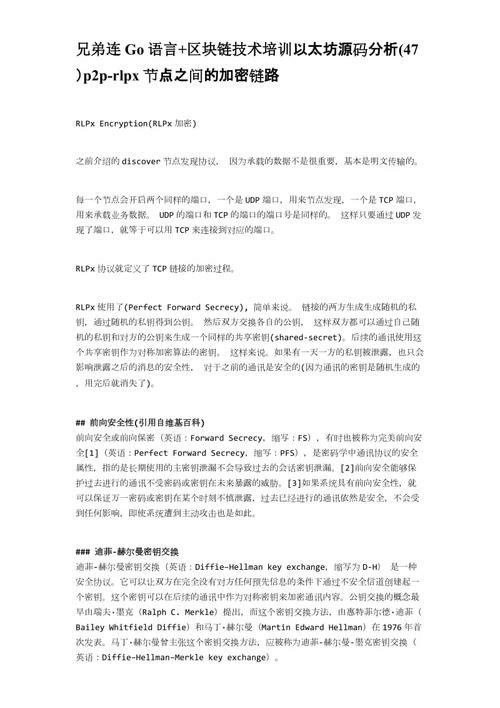 兄弟连 Go 语言+区块链技术培训以太坊源码分析(47
)p2p-rlpx 节点之间的加密链路
RLPx Encryption(RLPx 加密)
之前介绍的 discover 节点发现协议， 因为承载的数据不是很重要，基本是明文传输的。
每一个节点会开启两个同样的端口，一个是 UDP 端口，用来节点发现，一个是 TCP 端口，
用来承载业务数据。 UDP 的端口和 TCP 的端口的端口号是同样的。 这样只要通过 UDP 发
现了端口，就等于可以用 TCP 来连接到对应的端口。
RLPx 协议就定义了 TCP 链接的加密过程。
RLPx 使用了(Perfect Forward Secrecy), 简单来说。 链接的两方生成生成随机的私
钥，通过随机的私钥得到公钥。 然后双方交换各自的公钥， 这样双方都可以通过自己随
机的私钥和对方的公钥来生成一个同样的共享密钥(shared-secret)。后续的通讯使用这
个共享密钥作为对称加密算法的密钥。 这样来说。如果有一天一方的私钥被泄露，也只会
影响泄露之后的消息的安全性， 对于之前的通讯是安全的(因为通讯的密钥是随机生成的
，用完后就消失了)。
## 前向安全性(引用自维基百科)
前向安全或前向保密（英语：Forward Secrecy，缩写：FS），有时也被称为完美前向安
全[1]（英语：Perfect Forward Secrecy，缩写：PFS），是密码学中通讯协议的安全
属性，指的是长期使用的主密钥泄漏不会导致过去的会话密钥泄漏。[2]前向安全能够保
护过去进行的通讯不受密码或密钥在未来暴露的威胁。[3]如果系统具有前向安全性，就
可以保证万一密码或密钥在某个时刻不慎泄露，过去已经进行的通讯依然是安全，不会受
到任何影响，即使系统遭到主动攻击也是如此。
### 迪菲-赫尔曼密钥交换
迪菲-赫尔曼密钥交换（英语：Diffie–Hellman key exchange，缩写为 D-H） 是一种
安全协议。它可以让双方在完全没有对方任何预先信息的条件下通过不安全信道创建起一
个密钥。这个密钥可以在后续的通讯中作为对称密钥来加密通讯内容。公钥交换的概念最
早由瑞夫·墨克（Ralph C. Merkle）提出，而这个密钥交换方法，由惠特菲尔德·迪菲（
Bailey Whitfield Diffie）和马丁·赫尔曼（Martin Edward Hellman）在 1976 年首
次发表。马丁·赫尔曼曾主张这个密钥交换方法，应被称为迪菲-赫尔曼-墨克密钥交换（
英语：Diffie–Hellman–Merkle key exchange）。